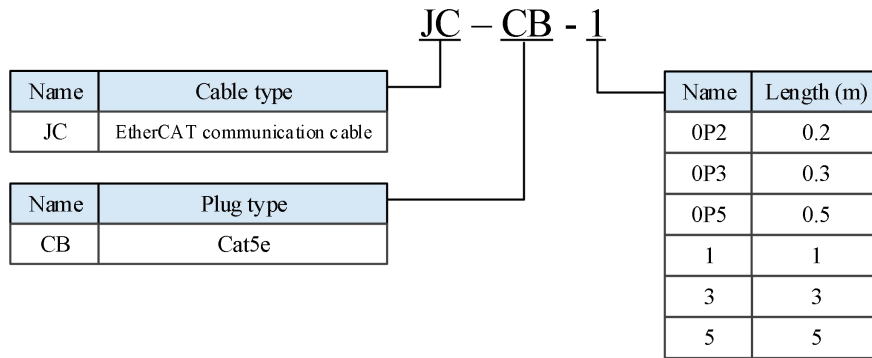 JC – CB - 1
Name Cable type
JC EtherCAT communication cable
Name Plug type
CB Cat5e
Name Length (m)
0P2 0.2
0P3 0.3
0P5 0.5
1 1
3 3
5 5